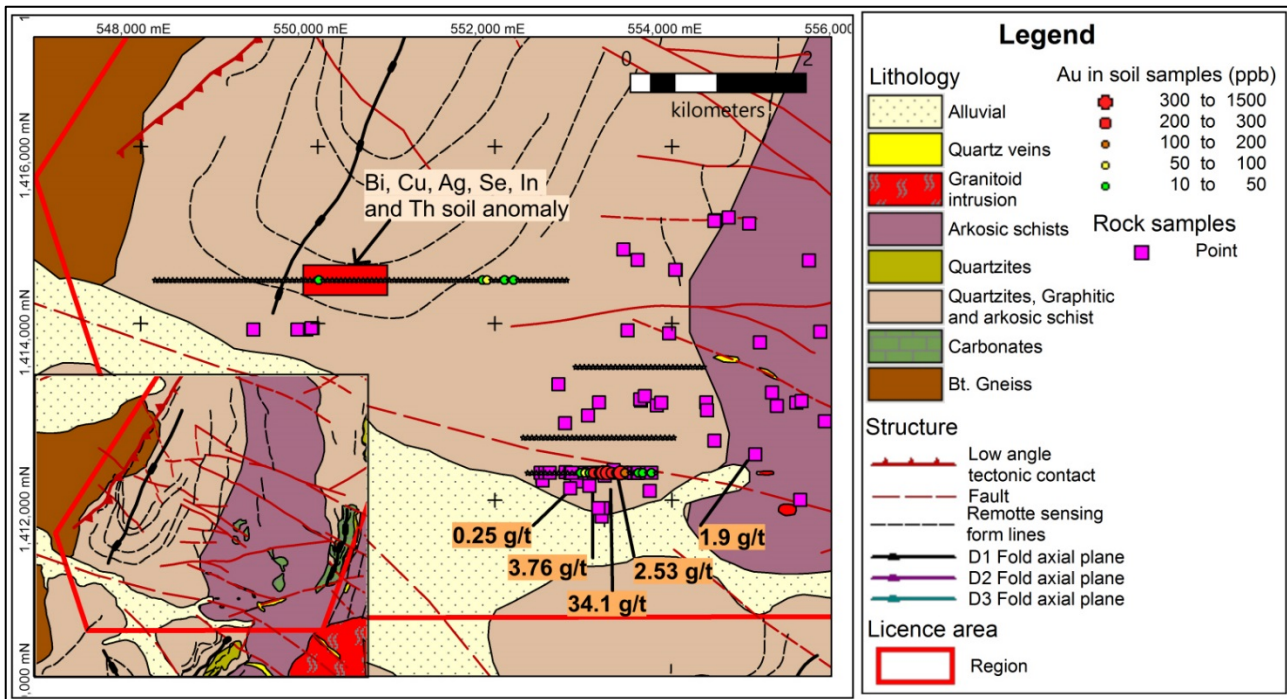 548,000 mE
550,000 mE
552,000 mE
554,000 mE
556,000
1,416,000 mN
1,414,000 mN
1,412,000 mN
0,000 mN
0
2
kilometers
Bi, Cu, Ag, Se, In
and Th soil anomaly
0.25 g/t
3.76 g/t
34.1 g/t
2.53 g/t
1.9 g/t
Legend
Lithology
Alluvial
Quartz veins
Granitoid
intrusion
Arkosic schists
Quartzites
Quartzites, Graphitic
and arkosic schist
Carbonates
Bt. Gneiss
Structure
Low angle
tectonic contact
Fault
Remotte sensing
form lines
D1 Fold axial plane
D2 Fold axial plane
D3 Fold axial plane
Licence area
Region
Au in soil samples (ppb)
300 to 1500
200 to 300
100 to 200
50 to 100
10 to 50
Rock samples
Point